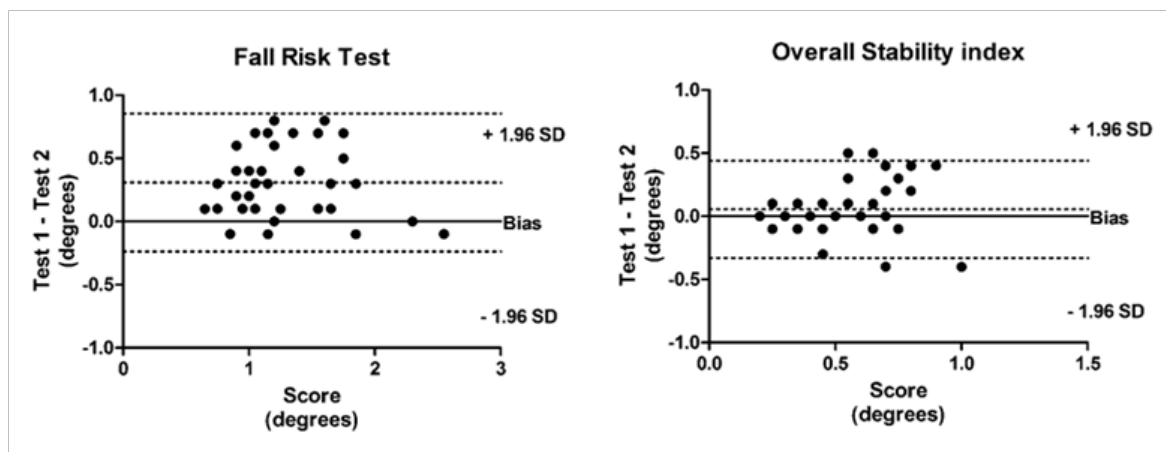 Fall Risk Test
1.0
0.5
0.0
-0.5
-1.0
Test 1 - Test 2
(degrees)
+ 1.96 SD
Bias
- 1.96 SD
0 1 2 3
Score
(degrees)
Overall Stability index
1.0
0.5
0.0
-0.5
-1.0
Test 1 - Test 2
(degrees)
+ 1.96 SD
Bias
- 1.96 SD
0.0 0.5 1.0 1.5
Score
(degrees)